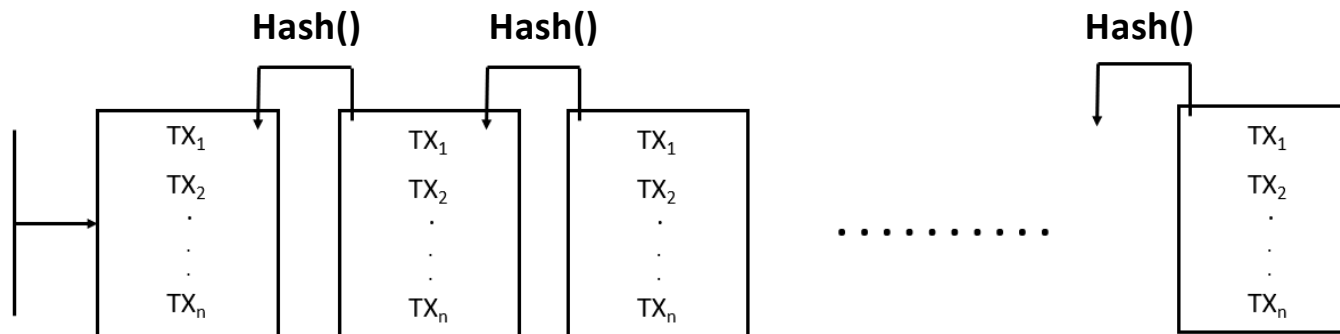 Hash() Hash() Hash()
TX₁ TX₁ TX₁ TX₁
TX₂ TX₂ TX₂ TX₂
. . . .
. . . .
. . . .
TXₙ TXₙ TXₙ TXₙ
..........